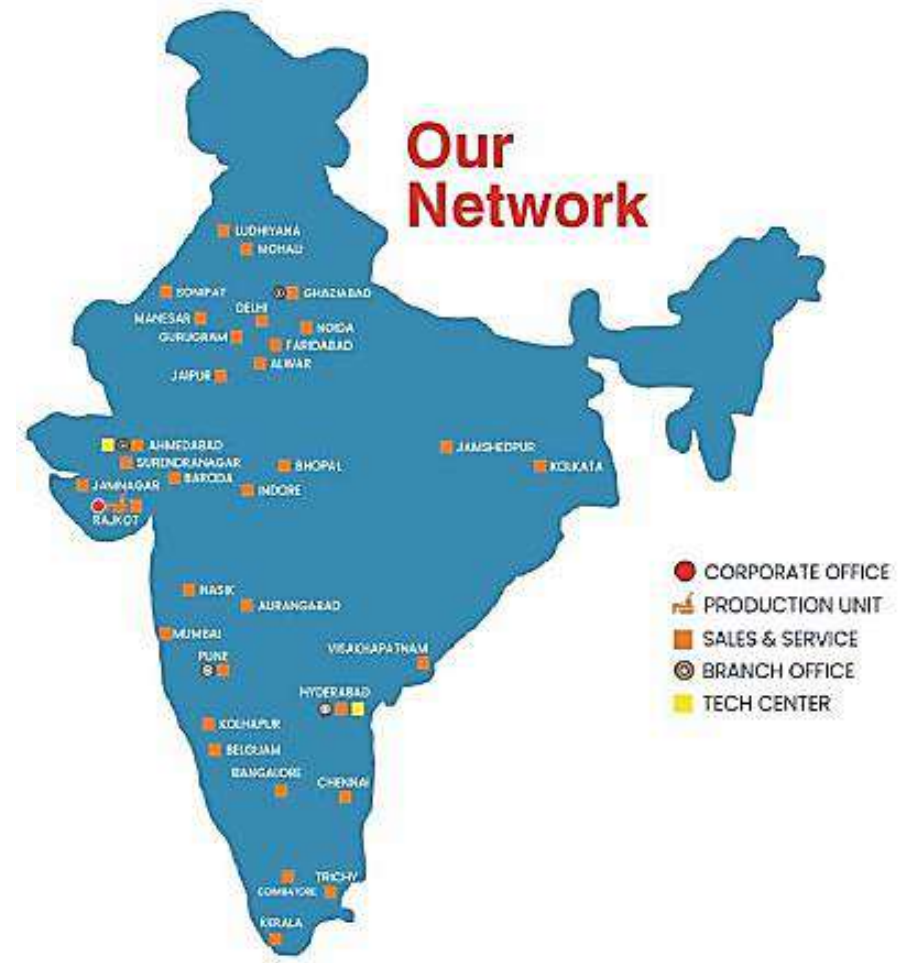 Our
Network
LUDHIYANA
MOHALI
SONIPAT
GHAZIABAD
DELHI
MANESAR
NOIDA
GURUGRAM
FARIDABAD
ALWAR
JAIPUR
AHMEDABAD
SURENDRANAGAR
JAMSHEDPUR
BHOPAL
KOLKATA
BARODA
JAMNAGAR
INDORE
RAJKOT
CORPORATE OFFICE
PRODUCTION UNIT
SALES & SERVICE
BRANCH OFFICE
TECH CENTER
NASIK
AURANGABAD
MUMBAI
VISAKHAPATNAM
PUNE
HYDERABAD
KOLHAPUR
BELGUAM
BANGALORE
CHENNAI
TRICHY
COIMBATORE
KERALA